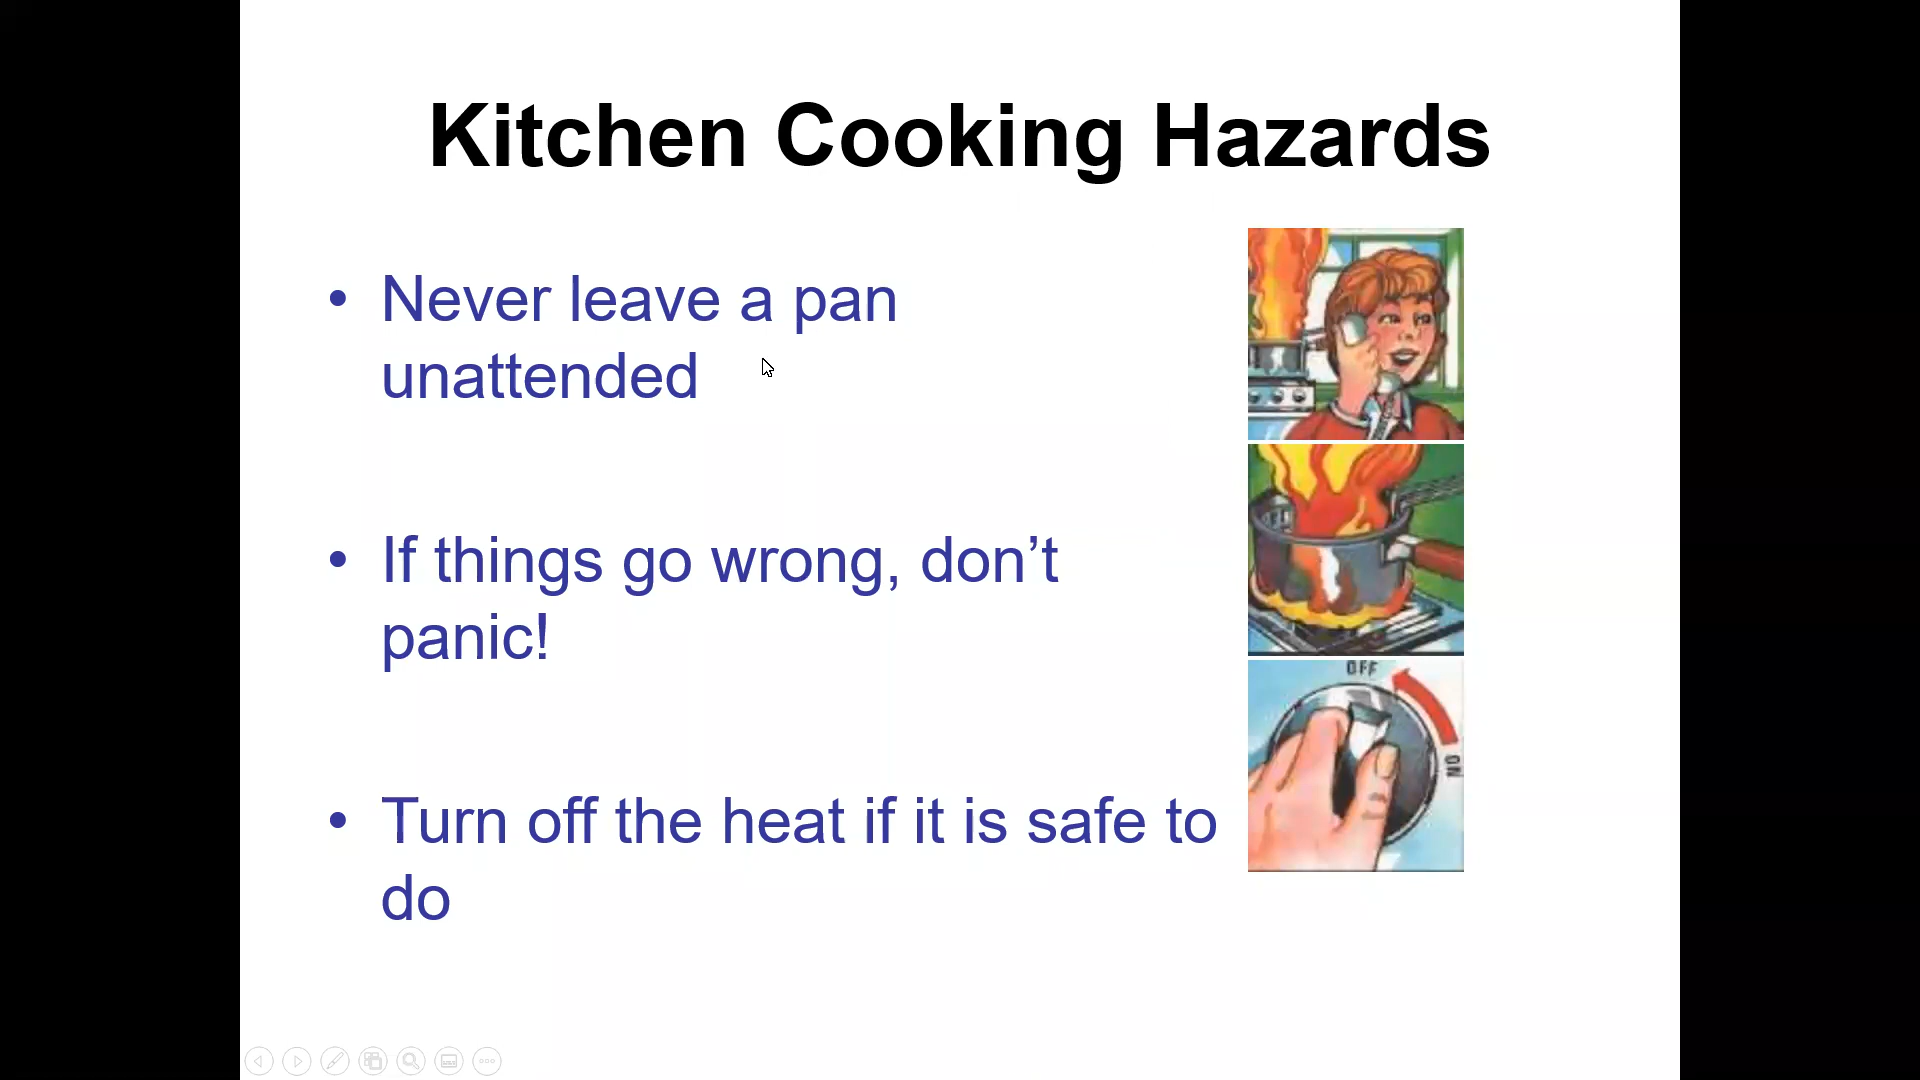 Kitchen Cooking Hazards
• Never leave a pan
unattended
• If things go wrong, don’t
panic!
• Turn off the heat if it is safe to
do
OFF
ON